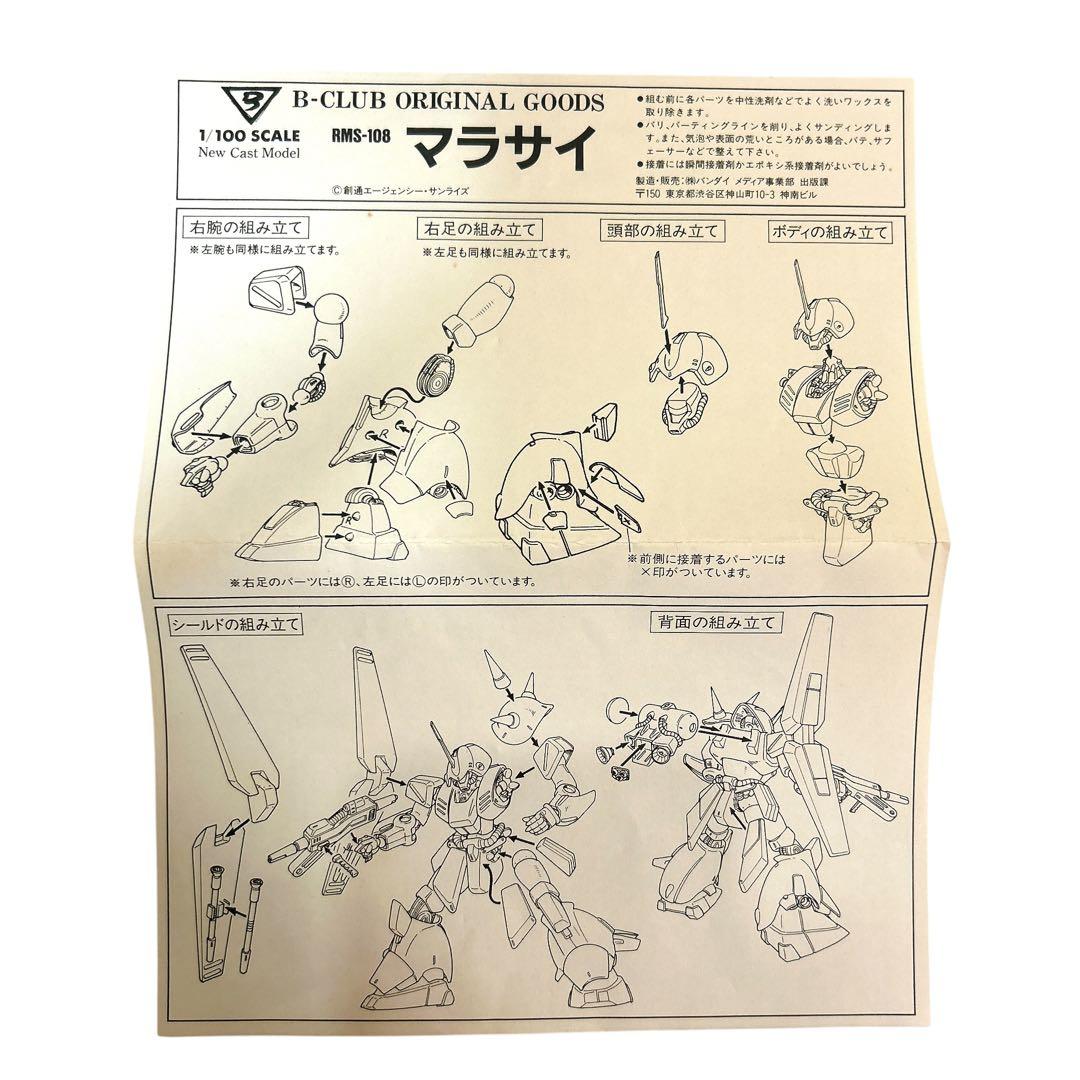 B
B-CLUB ORIGINAL GOODS
1/100 SCALE
New Cast Model
RMS-108 マラサイ
©創通エージェンシー・サンライズ
●組む前に各パーツを中性洗剤などでよく洗いワックスを
取り除きます。
●バリ、パーティングラインを削り、よくサンディングしま
す。また、気泡や表面の荒いところがある場合、パテ、サフ
ェーサーなどで整えて下さい。
●接着には瞬間接着剤かエポキシ系接着剤がよいでしょう。
製造・販売:㈱バンダイ メディア事業部 出版課
〒150 東京都渋谷区神山町10-3 神南ビル
右腕の組み立て
※左腕も同様に組み立てます。
右足の組み立て
※左足も同様に組み立てます。
頭部の組み立て
ボディの組み立て
R
R
×
※前側に接着するパーツには
×印がついています。
※右足のパーツにはⓇ、左足にはⓁの印がついています。
シールドの組み立て
背面の組み立て